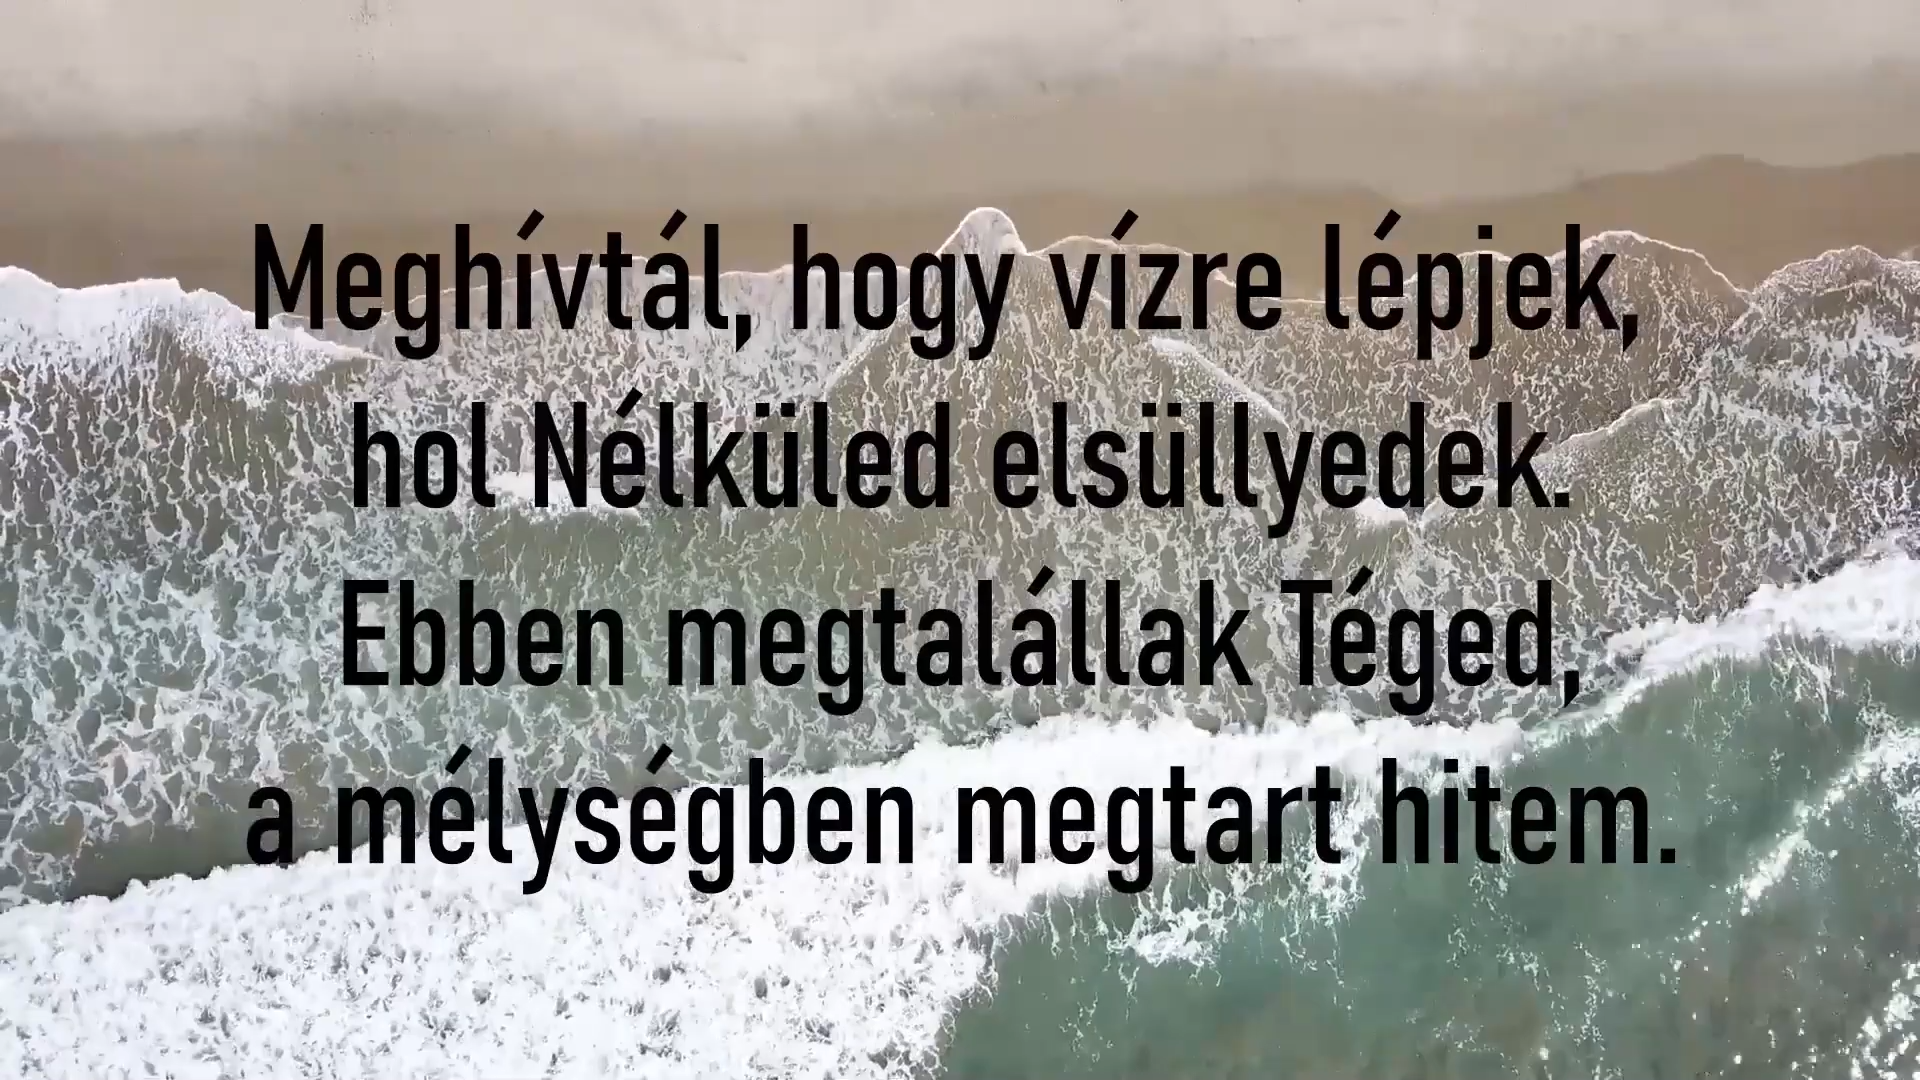 Meghívtál, hogy vízre lépjek,
hol Nélküled elsüllyedek.
Ebben megtalállak Téged,
a mélységben megtart hitem.